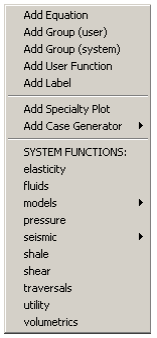 Add Equation
Add Group (user)
Add Group (system)
Add User Function
Add Label
Add Specialty Plot
Add Case Generator
SYSTEM FUNCTIONS:
elasticity
fluids
models
pressure
seismic
shale
shear
traversals
utility
volumetrics